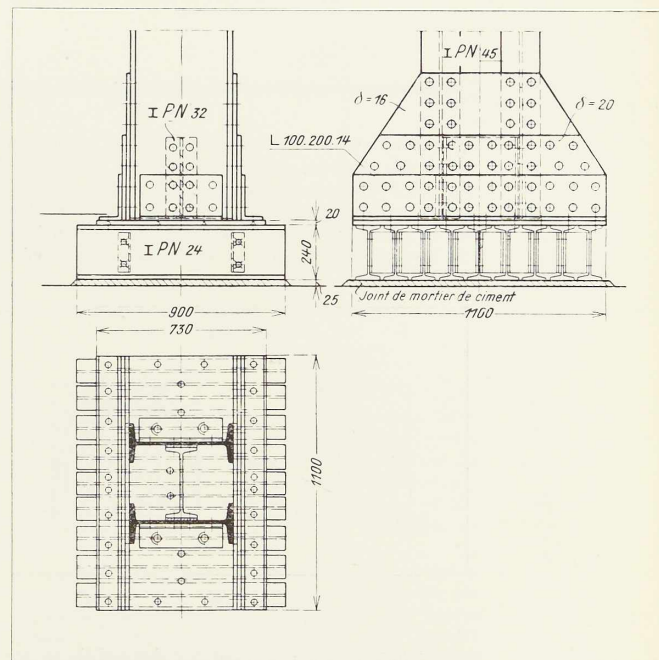 I PN 32
I PN 24
900
730
20
240
25
I PN 45
δ = 16
δ = 20
L 100.200.14
Joint de mortier de ciment
1100
1100